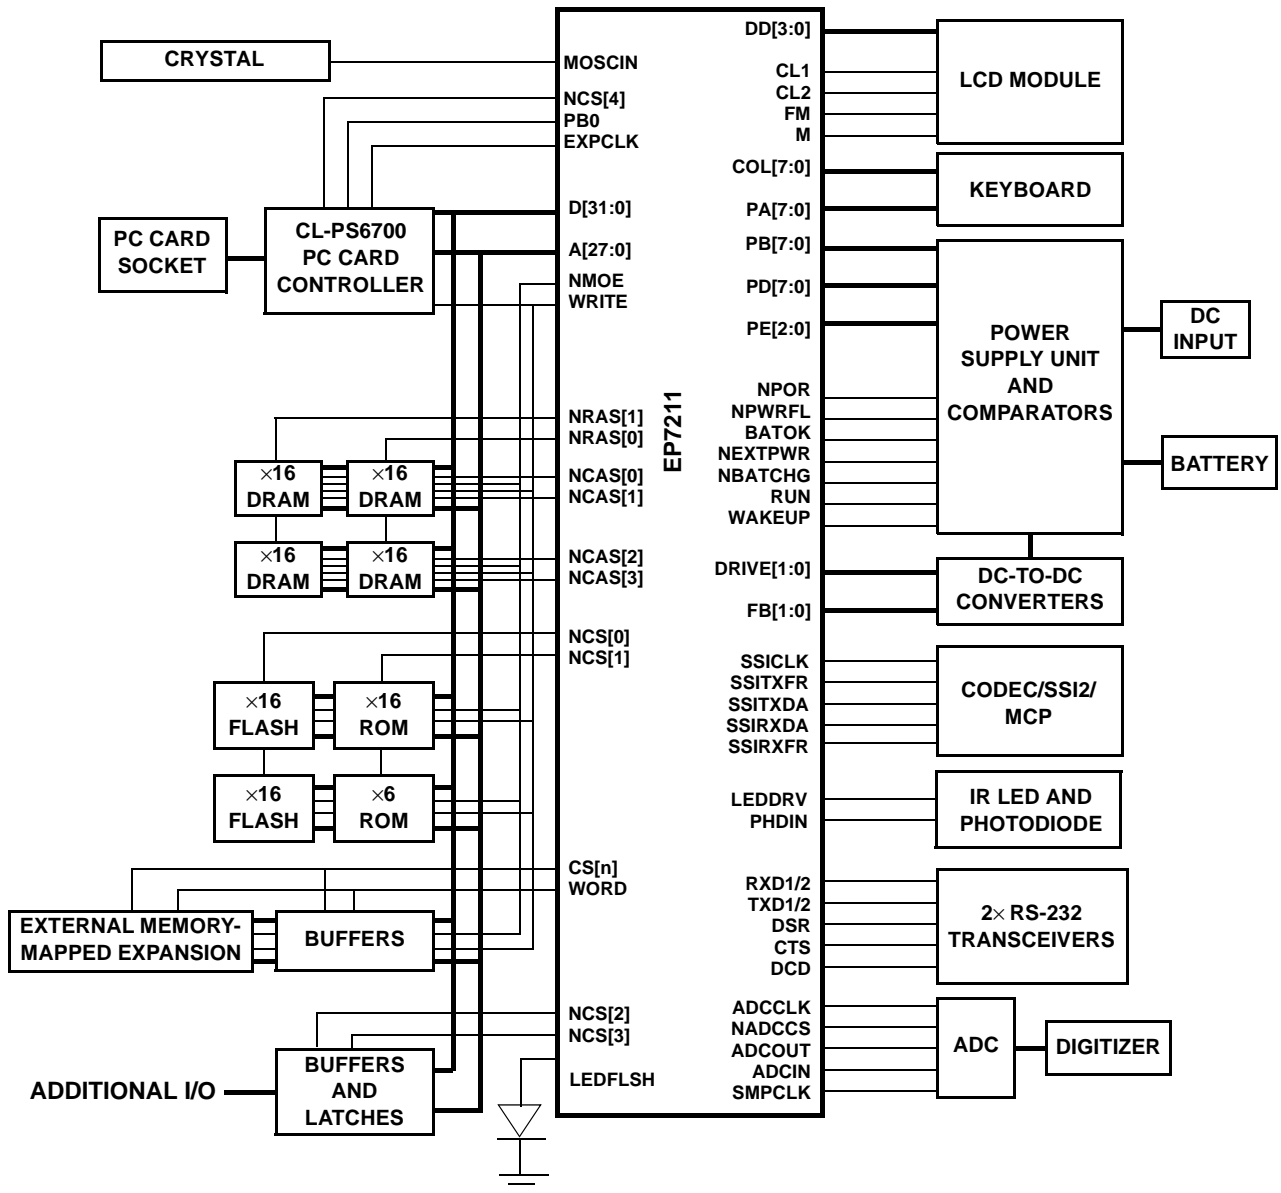 CRYSTAL
PC CARD
SOCKET
CL-PS6700
PC CARD
CONTROLLER
×16
DRAM
×16
DRAM
×16
DRAM
×16
DRAM
×16
FLASH
×16
ROM
×16
FLASH
×6
ROM
EXTERNAL MEMORY-
MAPPED EXPANSION
BUFFERS
ADDITIONAL I/O
BUFFERS
AND
LATCHES
MOSCIN
NCS[4]
PB0
EXPCLK
D[31:0]
A[27:0]
NMOE
WRITE
NRAS[1]
NRAS[0]
NCAS[0]
NCAS[1]
NCAS[2]
NCAS[3]
NCS[0]
NCS[1]
CS[n]
WORD
NCS[2]
NCS[3]
LEDFLSH
EP7211
DD[3:0]
CL1
CL2
FM
M
COL[7:0]
PA[7:0]
PB[7:0]
PD[7:0]
PE[2:0]
NPOR
NPWRFL
BATOK
NEXTPWR
NBATCHG
RUN
WAKEUP
DRIVE[1:0]
FB[1:0]
SSICLK
SSITXFR
SSITXDA
SSIRXDA
SSIRXFR
LEDDRV
PHDIN
RXD1/2
TXD1/2
DSR
CTS
DCD
ADCCLK
NADCCS
ADCOUT
ADCIN
SMPCLK
LCD MODULE
KEYBOARD
POWER
SUPPLY UNIT
AND
COMPARATORS
DC
INPUT
BATTERY
DC-TO-DC
CONVERTERS
CODEC/SSI2/
MCP
IR LED AND
PHOTODIODE
2× RS-232
TRANSCEIVERS
ADC
DIGITIZER